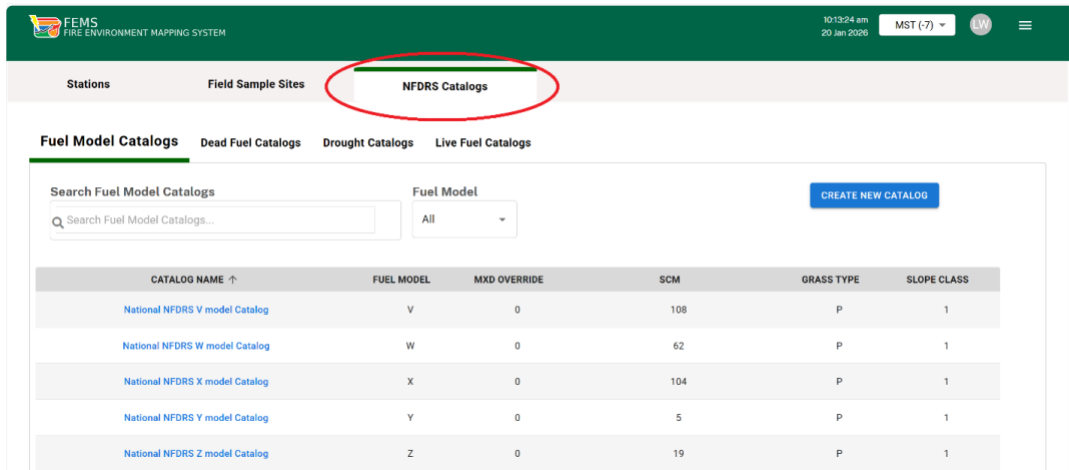 FEMS
FIRE ENVIRONMENT MAPPING SYSTEM
10:13:24 am
20 Jan 2026
MST (-7)
LW
Stations Field Sample Sites NFDRS Catalogs
Fuel Model Catalogs Dead Fuel Catalogs Drought Catalogs Live Fuel Catalogs
Search Fuel Model Catalogs Fuel Model
Search Fuel Model Catalogs... All
CREATE NEW CATALOG
CATALOG NAME ↑ FUEL MODEL MXD OVERRIDE SCM GRASS TYPE SLOPE CLASS
National NFDRS V model Catalog V 0 108 P 1
National NFDRS W model Catalog W 0 62 P 1
National NFDRS X model Catalog X 0 104 P 1
National NFDRS Y model Catalog Y 0 5 P 1
National NFDRS Z model Catalog Z 0 19 P 1